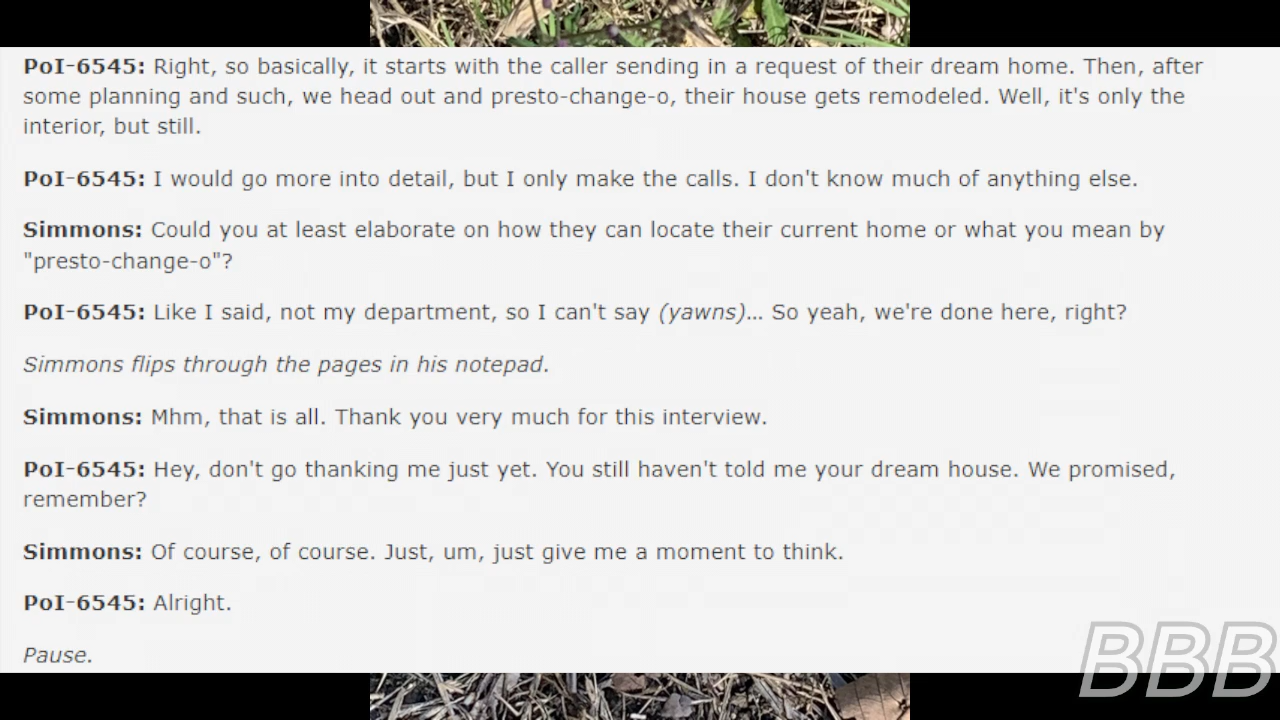 PoI-6545: Right, so basically, it starts with the caller sending in a request of their dream home. Then, after
some planning and such, we head out and presto-change-o, their house gets remodeled. Well, it's only the
interior, but still.
PoI-6545: I would go more into detail, but I only make the calls. I don't know much of anything else.
Simmons: Could you at least elaborate on how they can locate their current home or what you mean by
"presto-change-o"?
PoI-6545: Like I said, not my department, so I can't say (yawns)... So yeah, we're done here, right?
Simmons flips through the pages in his notepad.
Simmons: Mhm, that is all. Thank you very much for this interview.
PoI-6545: Hey, don't go thanking me just yet. You still haven't told me your dream house. We promised,
remember?
Simmons: Of course, of course. Just, um, just give me a moment to think.
PoI-6545: Alright.
Pause.
BBB